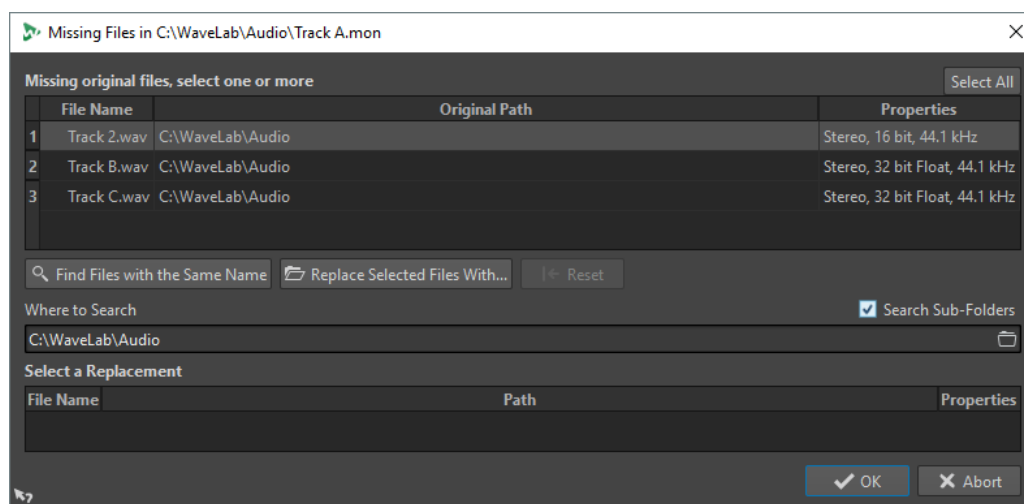 Missing Files in C:\WaveLab\Audio\Track A.mon
Missing original files, select one or more Select All
File Name Original Path Properties
1 Track 2.wav C:\WaveLab\Audio Stereo, 16 bit, 44.1 kHz
2 Track B.wav C:\WaveLab\Audio Stereo, 32 bit Float, 44.1 kHz
3 Track C.wav C:\WaveLab\Audio Stereo, 32 bit Float, 44.1 kHz
Find Files with the Same Name Replace Selected Files With... Reset
Where to Search Search Sub-Folders
C:\WaveLab\Audio
Select a Replacement
File Name Path Properties
OK Abort